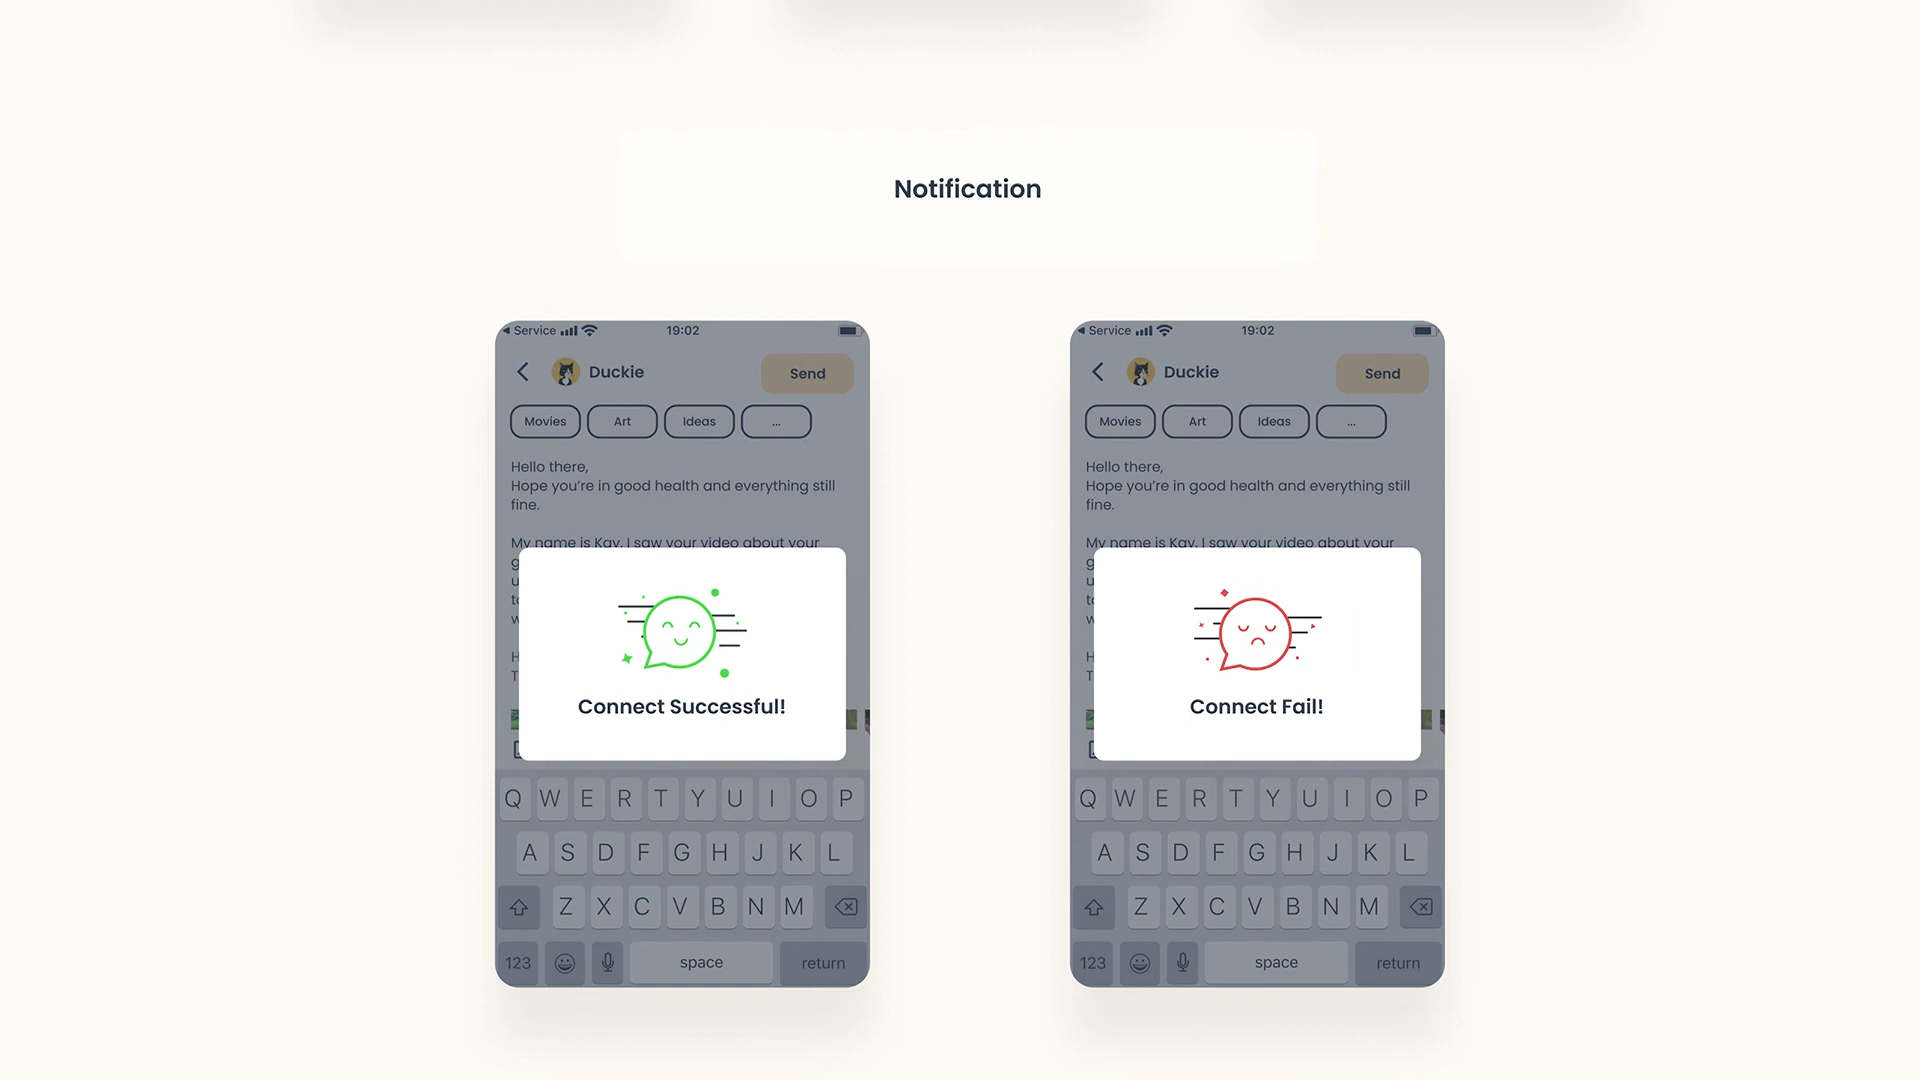 Notification
Service 19:02
Duckie Send
Movies Art Ideas ...
Hello there,
Hope you’re in good health and everything still
fine.
My name is Kay. I saw your video about your
Connect Successful!
Q W E R T Y U I O P
A S D F G H J K L
Z X C V B N M
123 space return
Service 19:02
Duckie Send
Movies Art Ideas ...
Hello there,
Hope you’re in good health and everything still
fine.
My name is Kay. I saw your video about your
Connect Fail!
Q W E R T Y U I O P
A S D F G H J K L
Z X C V B N M
123 space return